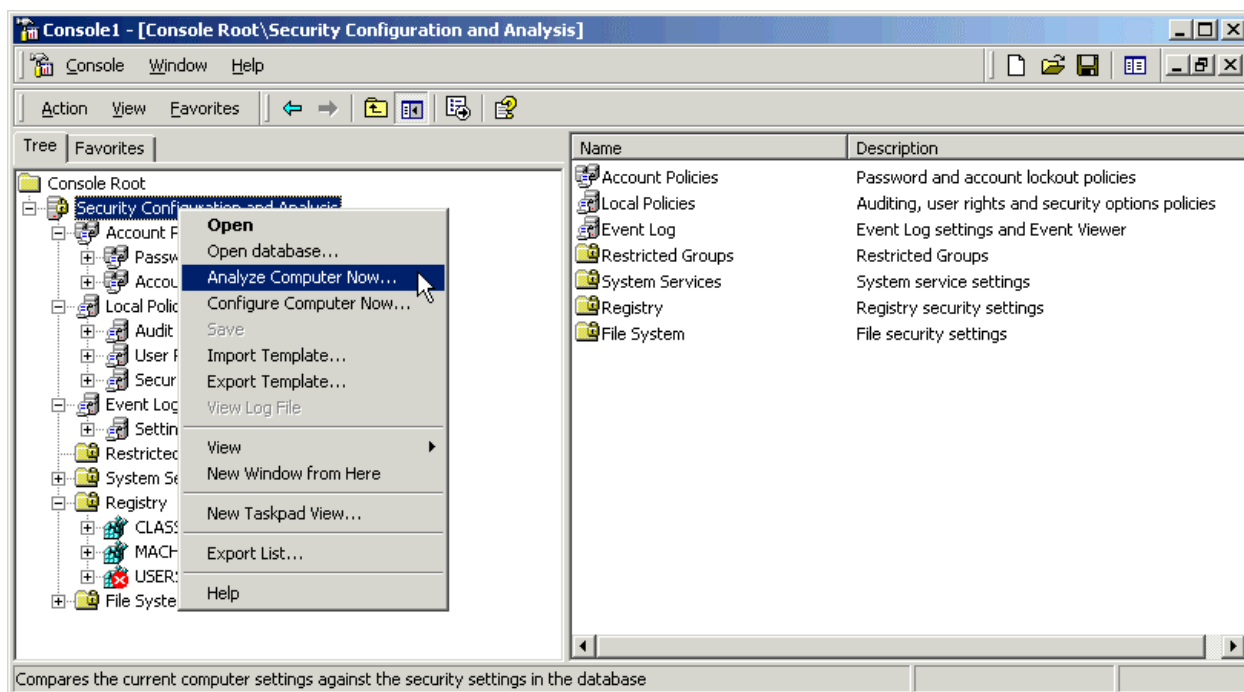 Console1 - [Console Root\Security Configuration and Analysis]
Console Window Help
Action View Favorites
Tree Favorites
Console Root
Security Configuration and Analysis
Account P
Passw
Accou
Local Polic
Audit
User
Secur
Event Log
Settin
Restricted
System Se
Registry
CLASS
MACH
USERS
File Syste
Open
Open database...
Analyze Computer Now...
Configure Computer Now...
Save
Import Template...
Export Template...
View Log File
View
New Window from Here
New Taskpad View...
Export List...
Help
Name Description
Account Policies Password and account lockout policies
Local Policies Auditing, user rights and security options policies
Event Log Event Log settings and Event Viewer
Restricted Groups Restricted Groups
System Services System service settings
Registry Registry security settings
File System File security settings
Compares the current computer settings against the security settings in the database